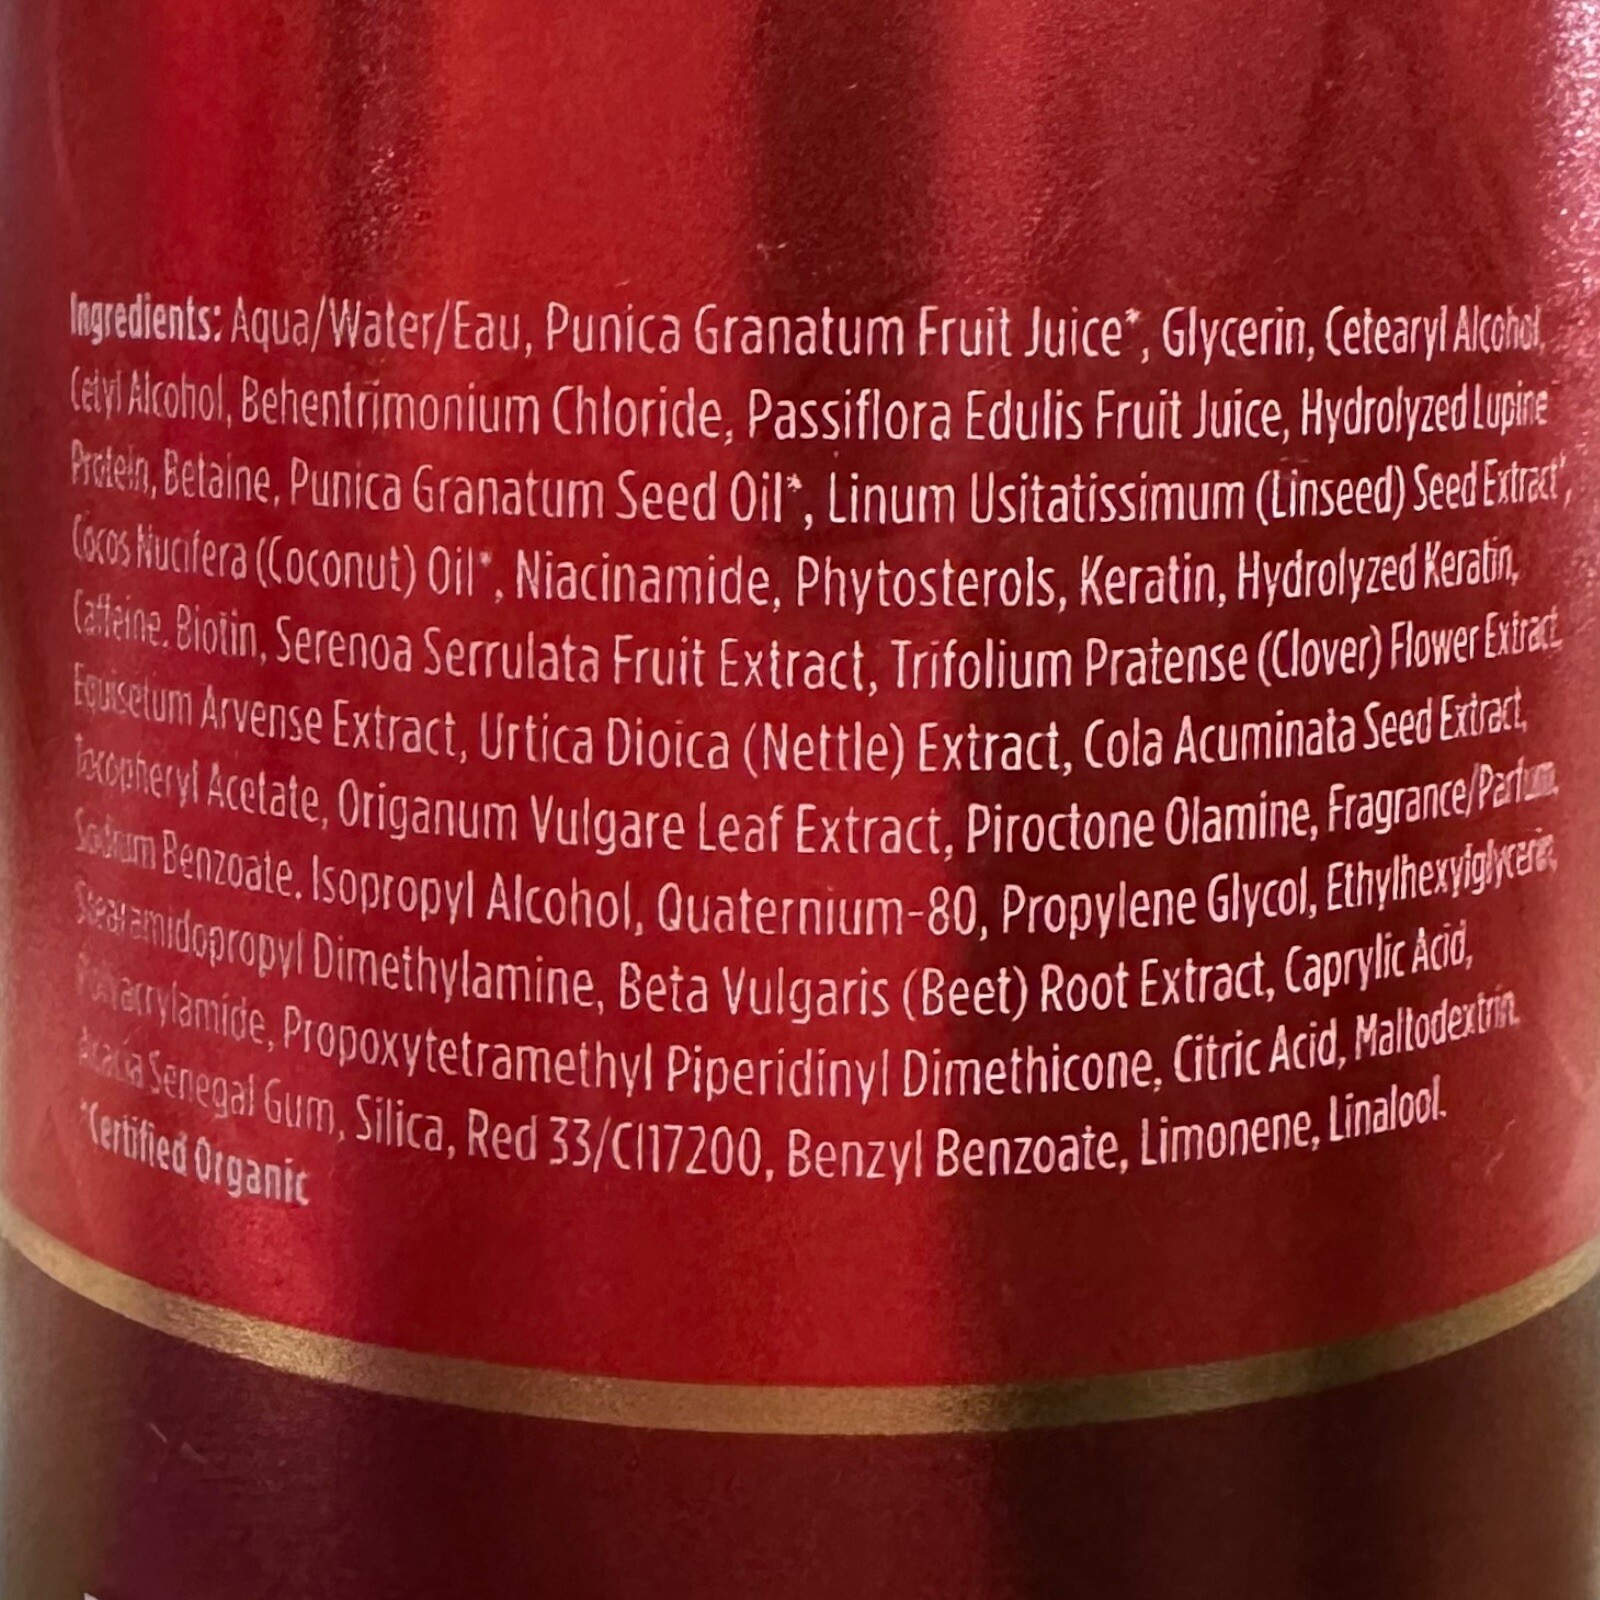 Ingredients: Aqua/Water/Eau, Punica Granatum Fruit Juice*, Glycerin, Cetearyl Alcohol,
Cetyl Alcohol, Behentrimonium Chloride, Passiflora Edulis Fruit Juice, Hydrolyzed Lupine
Protein, Betaine, Punica Granatum Seed Oil*, Linum Usitatissimum (Linseed) Seed Extract*,
Cocos Nucifera (Coconut) Oil*, Niacinamide, Phytosterols, Keratin, Hydrolyzed Keratin,
Caffeine, Biotin, Serenoa Serrulata Fruit Extract, Trifolium Pratense (Clover) Flower Extract,
Equisetum Arvense Extract, Urtica Dioica (Nettle) Extract, Cola Acuminata Seed Extract,
Tocopheryl Acetate, Origanum Vulgare Leaf Extract, Piroctone Olamine, Fragrance/Parfum,
Sodium Benzoate, Isopropyl Alcohol, Quaternium-80, Propylene Glycol, Ethylhexylglycerin,
Stearamidopropyl Dimethylamine, Beta Vulgaris (Beet) Root Extract, Caprylic Acid,
Polyacrylamide, Propoxytetramethyl Piperidinyl Dimethicone, Citric Acid, Maltodextrin,
Acacia Senegal Gum, Silica, Red 33/CI17200, Benzyl Benzoate, Limonene, Linalool.
*Certified Organic